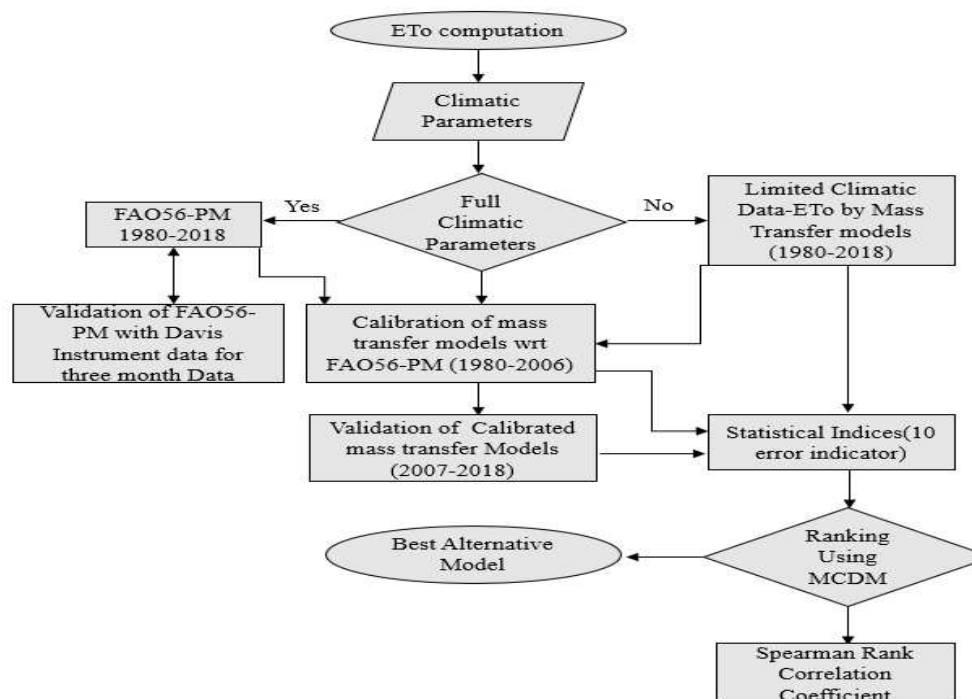 ETo computation
Climatic
Parameters
Full
Climatic
Parameters
Yes
No
FAO56-PM
1980-2018
Limited Climatic
Data-ETo by Mass
Transfer models
(1980-2018)
Validation of FAO56-
PM with Davis
Instrument data for
three month Data
Calibration of mass
transfer models wrt
FAO56-PM (1980-2006)
Validation of Calibrated
mass transfer Models
(2007-2018)
Statistical Indices(10
error indicator)
Best Alternative
Model
Ranking
Using
MCDM
Spearman Rank
Correlation
Coefficient